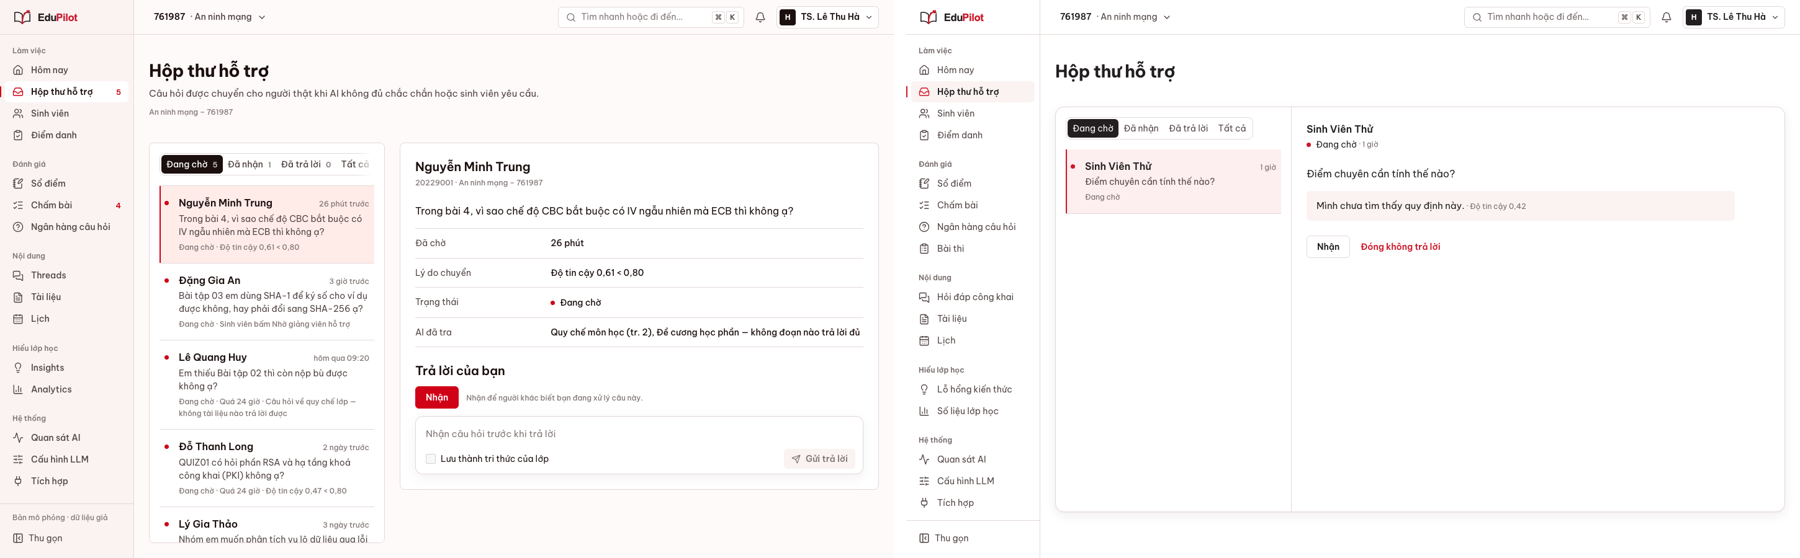 EduPilot
761987 · An ninh mạng
Tìm nhanh hoặc đi đến...
⌘ K
H
TS. Lê Thu Hà
Làm việc
Hôm nay
Hộp thư hỗ trợ 5
Sinh viên
Điểm danh
Đánh giá
Sổ điểm
Chấm bài 4
Ngân hàng câu hỏi
Nội dung
Threads
Tài liệu
Lịch
Hiểu lớp học
Insights
Analytics
Hệ thống
Quan sát AI
Cấu hình LLM
Tích hợp
Bản mô phỏng · dữ liệu giả
Thu gọn
Hộp thư hỗ trợ
Câu hỏi được chuyển cho người thật khi AI không đủ chắc chắn hoặc sinh viên yêu cầu.
An ninh mạng – 761987
Đang chờ 5 Đã nhận 1 Đã trả lời 0 Tất cả
Nguyễn Minh Trung 26 phút trước
Trong bài 4, vì sao chế độ CBC bắt buộc có
IV ngẫu nhiên mà ECB thì không ạ?
Đang chờ · Độ tin cậy 0,61 < 0,80
Đặng Gia An 3 giờ trước
Bài tập 03 em dùng SHA-1 để ký số cho ví dụ
được không, hay phải đổi sang SHA-256 ạ?
Đang chờ · Sinh viên bấm Nhờ giảng viên hỗ trợ
Lê Quang Huy hôm qua 09:20
Em thiếu Bài tập 02 thì còn nộp bù được
không ạ?
Đang chờ · Quá 24 giờ · Câu hỏi về quy chế lớp —
không tài liệu nào trả lời được
Đỗ Thanh Long 2 ngày trước
QUIZ01 có hỏi phần RSA và hạ tầng khoá
công khai (PKI) không ạ?
Đang chờ · Quá 24 giờ · Độ tin cậy 0,47 < 0,80
Lý Gia Thảo 3 ngày trước
Nhóm em muốn phân tích vụ lộ dữ liệu qua lỗi
Nguyễn Minh Trung
20229001 · An ninh mạng – 761987
Trong bài 4, vì sao chế độ CBC bắt buộc có IV ngẫu nhiên mà ECB thì không ạ?
Đã chờ 26 phút
Lý do chuyển Độ tin cậy 0,61 < 0,80
Trạng thái Đang chờ
AI đã tra Quy chế môn học (tr. 2), Đề cương học phần — không đoạn nào trả lời đủ
Trả lời của bạn
Nhận Nhận để người khác biết bạn đang xử lý câu này.
Nhận câu hỏi trước khi trả lời
Lưu thành tri thức của lớp
Gửi trả lời
EduPilot
761987 · An ninh mạng
Tìm nhanh hoặc đi đến...
⌘ K
H
TS. Lê Thu Hà
Làm việc
Hôm nay
Hộp thư hỗ trợ
Sinh viên
Điểm danh
Đánh giá
Sổ điểm
Chấm bài
Ngân hàng câu hỏi
Bài thi
Nội dung
Hỏi đáp công khai
Tài liệu
Lịch
Hiểu lớp học
Lỗ hổng kiến thức
Số liệu lớp học
Hệ thống
Quan sát AI
Cấu hình LLM
Tích hợp
Thu gọn
Hộp thư hỗ trợ
Đang chờ Đã nhận Đã trả lời Tất cả
Sinh Viên Thử 1 giờ
Điểm chuyên cần tính thế nào?
Đang chờ
Sinh Viên Thử
Đang chờ · 1 giờ
Điểm chuyên cần tính thế nào?
Mình chưa tìm thấy quy định này. · Độ tin cậy 0,42
Nhận
Đóng không trả lời